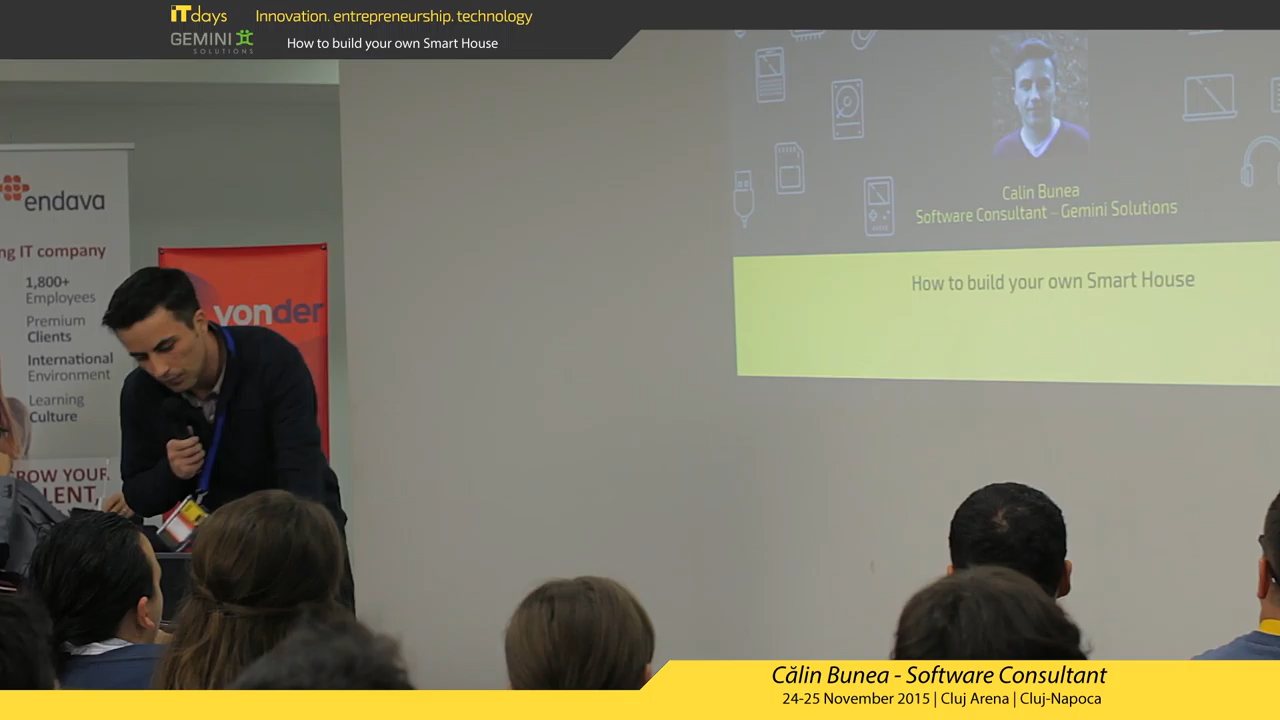 ITdays
Innovation. entrepreneurship. technology
GEMINI
SOLUTIONS
How to build your own Smart House
endava
ng IT company
1,800+
Employees
Premium
Clients
International
Environment
Learning
Culture
ROW YOUR
LENT,
yonder
Calin Bunea
Software Consultant – Gemini Solutions
How to build your own Smart House
Călin Bunea - Software Consultant
24-25 November 2015 | Cluj Arena | Cluj-Napoca